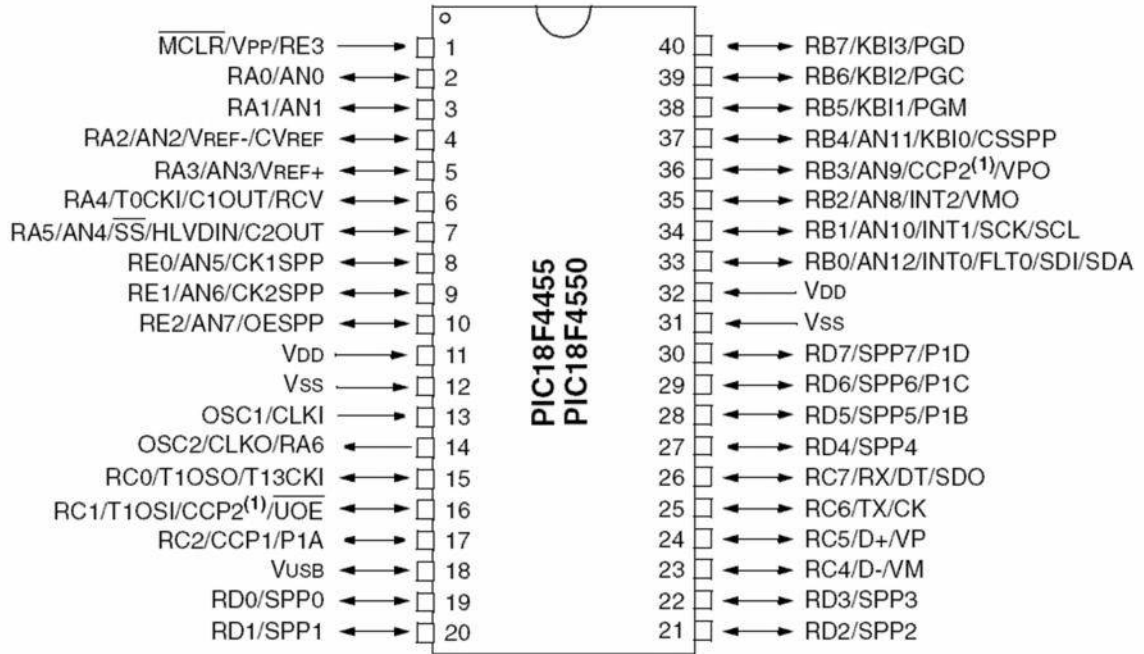 MCLR/VPP/RE3 1
RA0/AN0 2
RA1/AN1 3
RA2/AN2/VREF-/CVREF 4
RA3/AN3/VREF+ 5
RA4/T0CKI/C1OUT/RCV 6
RA5/AN4/SS/HLVDIN/C2OUT 7
RE0/AN5/CK1SPP 8
RE1/AN6/CK2SPP 9
RE2/AN7/OESPP 10
VDD 11
VSS 12
OSC1/CLKI 13
OSC2/CLKO/RA6 14
RC0/T1OSO/T13CKI 15
RC1/T1OSI/CCP2(1)/UOE 16
RC2/CCP1/P1A 17
VUSB 18
RD0/SPP0 19
RD1/SPP1 20
PIC18F4455
PIC18F4550
40 RB7/KBI3/PGD
39 RB6/KBI2/PGC
38 RB5/KBI1/PGM
37 RB4/AN11/KBI0/CSSPP
36 RB3/AN9/CCP2(1)/VPO
35 RB2/AN8/INT2/VMO
34 RB1/AN10/INT1/SCK/SCL
33 RB0/AN12/INT0/FLT0/SDI/SDA
32 VDD
31 VSS
30 RD7/SPP7/P1D
29 RD6/SPP6/P1C
28 RD5/SPP5/P1B
27 RD4/SPP4
26 RC7/RX/DT/SDO
25 RC6/TX/CK
24 RC5/D+/VP
23 RC4/D-/VM
22 RD3/SPP3
21 RD2/SPP2